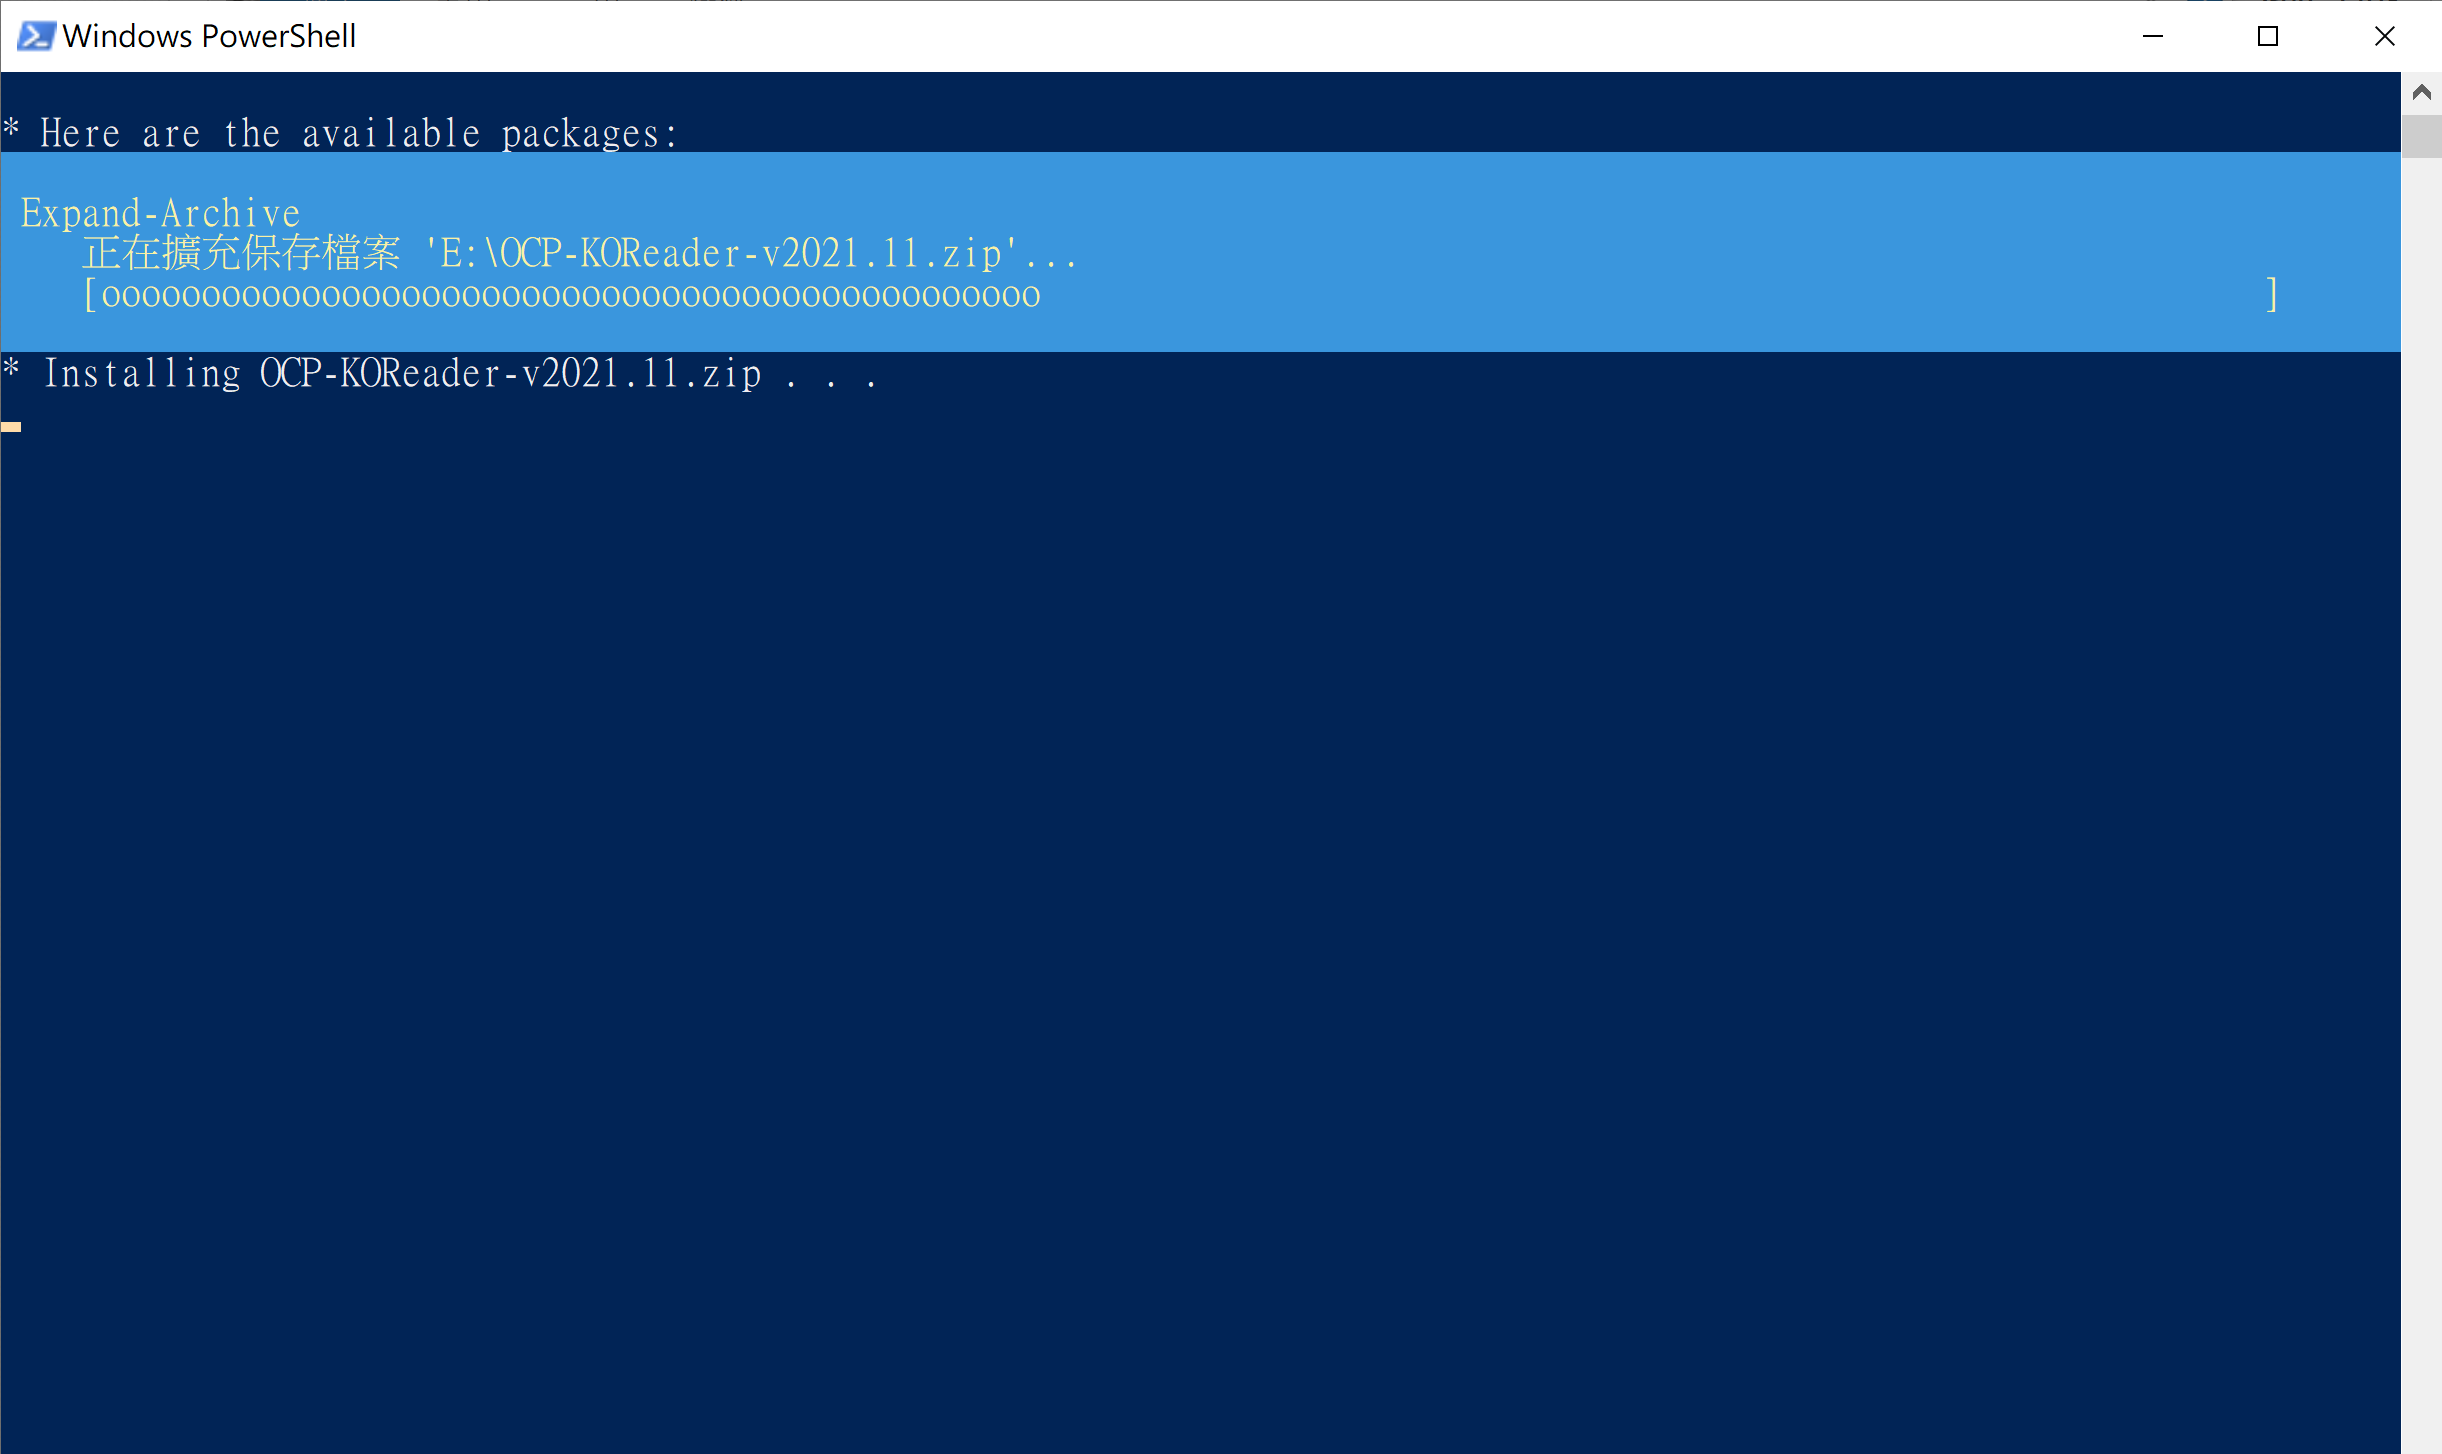 Windows PowerShell
* Here are the available packages:
Expand-Archive
正在擴充保存檔案 'E:\OCP-KOReader-v2021.11.zip'...
[ooooooooooooooooooooooooooooooooooooooooooooooo ]
* Installing OCP-KOReader-v2021.11.zip . . .